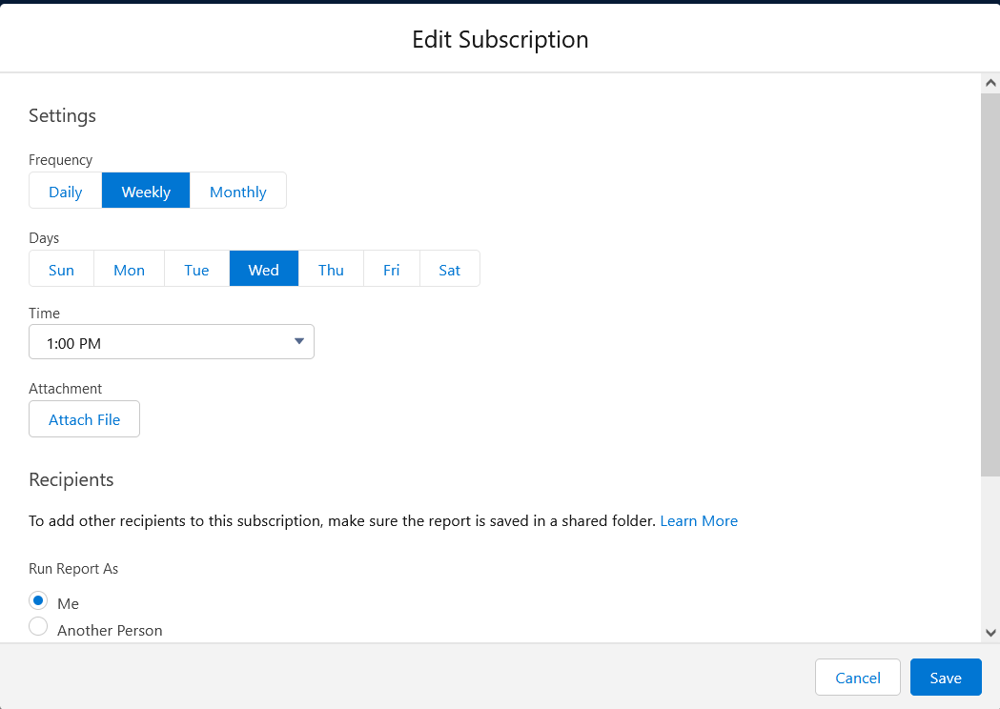 Edit Subscription
Settings
Frequency
Daily Weekly Monthly
Days
Sun Mon Tue Wed Thu Fri Sat
Time
1:00 PM
Attachment
Attach File
Recipients
To add other recipients to this subscription, make sure the report is saved in a shared folder. Learn More
Run Report As
Me
Another Person
Cancel Save